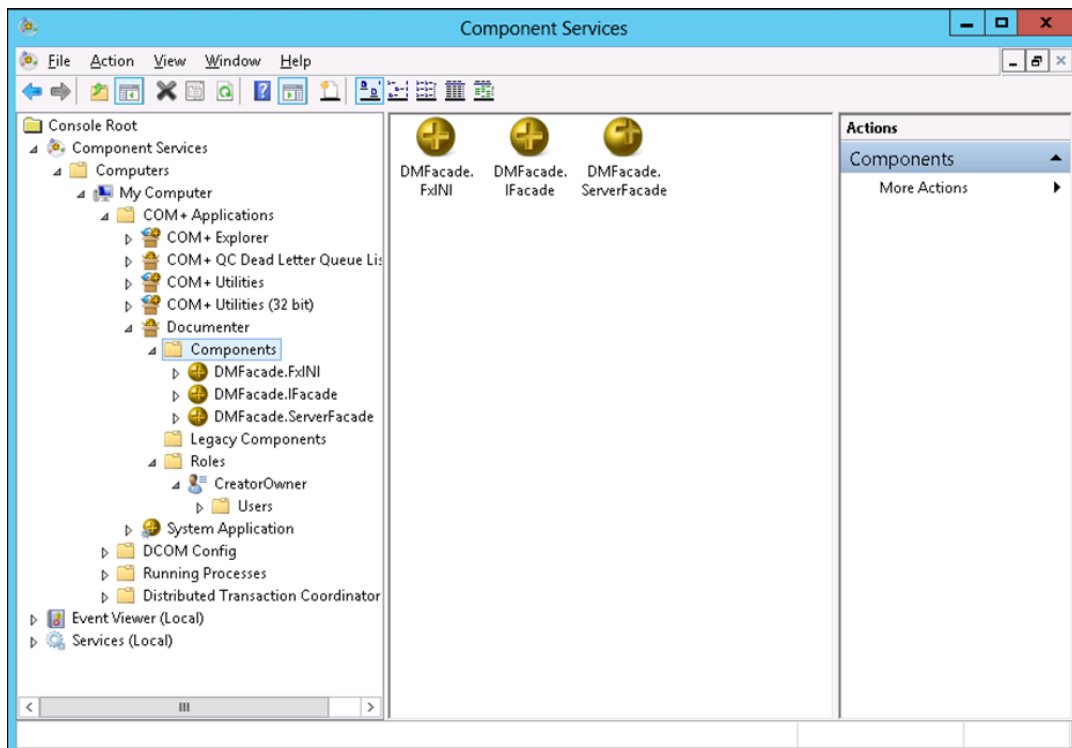 Component Services
File Action View Window Help
Console Root
Component Services
Computers
My Computer
COM+ Applications
COM+ Explorer
COM+ QC Dead Letter Queue Lis
COM+ Utilities
COM+ Utilities (32 bit)
Documenter
Components
DMFacade.FxINI
DMFacade.IFacade
DMFacade.ServerFacade
Legacy Components
Roles
CreatorOwner
Users
System Application
DCOM Config
Running Processes
Distributed Transaction Coordinator
Event Viewer (Local)
Services (Local)
DMFacade.
FxINI
DMFacade.
IFacade
DMFacade.
ServerFacade
Actions
Components
More Actions